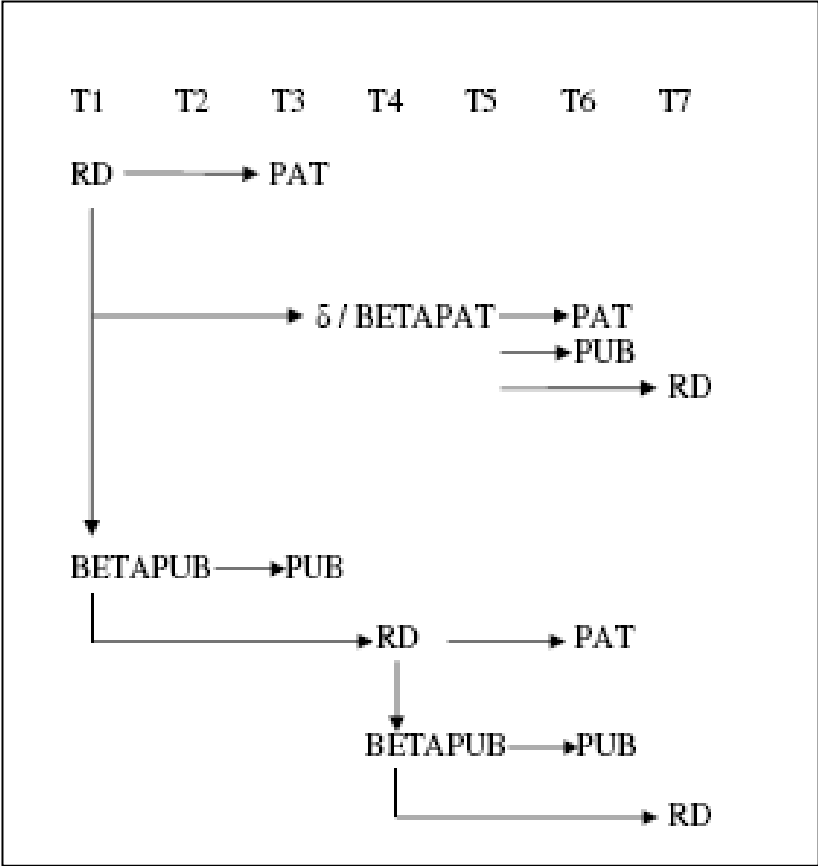 T1 T2 T3 T4 T5 T6 T7
RD PAT
δ / BETAPAT PAT
PUB
RD
BETAPUB PUB
RD PAT
BETAPUB PUB
RD